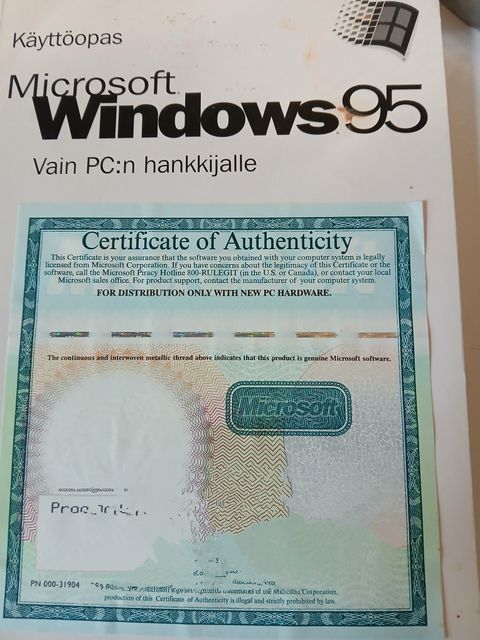 Käyttöopas
Microsoft
Windows 95
Vain PC:n hankkijalle
Certificate of Authenticity
This Certificate is your assurance that the software you obtained with your computer system is legally
licensed from Microsoft Corporation. If you have concerns about the legitimacy of this Certificate or the
software, call the Microsoft Piracy Hotline 800-RULEGIT (in the U.S. or Canada), or contact your local
Microsoft sales office. For product support, contact the manufacturer of your computer system.
FOR DISTRIBUTION ONLY WITH NEW PC HARDWARE.
The continuous and interwoven metallic thread above indicates that this product is genuine Microsoft software.
Microsoft
PN 000-31904
trademarks of the Microsoft Corporation.
production of this Certificate of Authenticity is illegal and strictly prohibited by law.